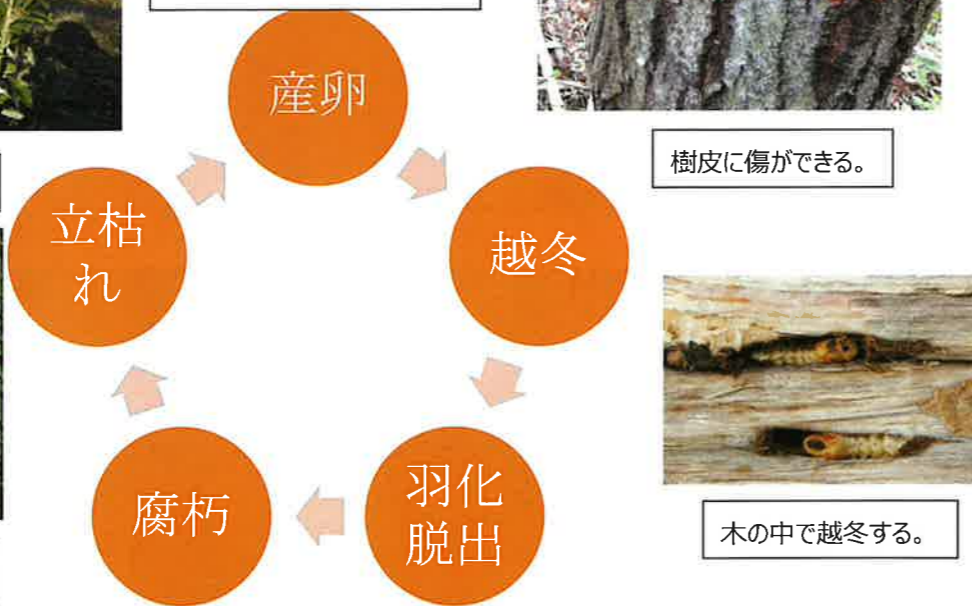 産卵
樹皮に傷ができる。
立枯
れ
越冬
木の中で越冬する。
羽化
脱出
腐朽